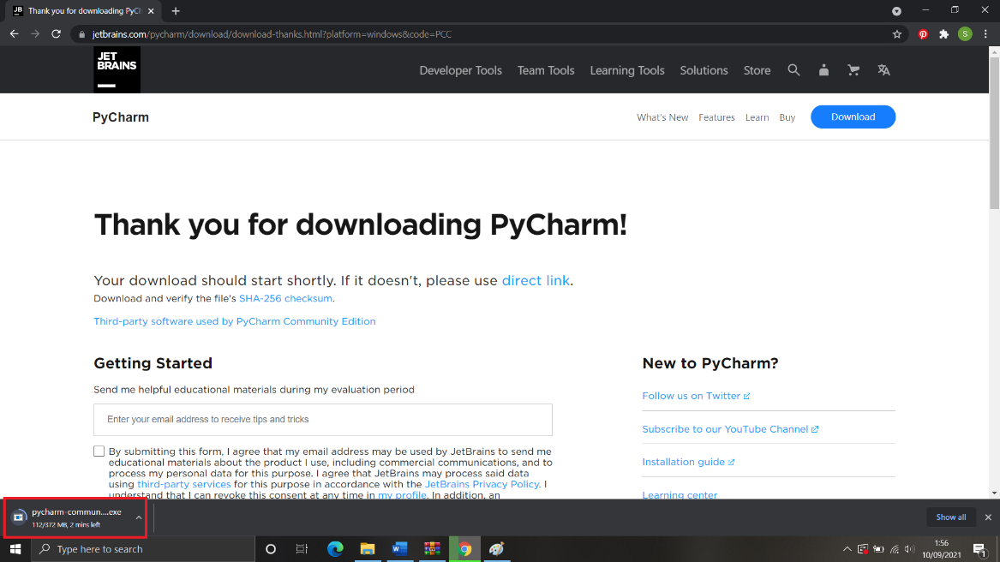 Thank you for downloading PyCh
jetbrains.com/pycharm/download/download-thanks.html?platform=windows&code=PCC
S
JET
BRAINS
Developer Tools Team Tools Learning Tools Solutions Store
PyCharm
What's New Features Learn Buy Download
Thank you for downloading PyCharm!
Your download should start shortly. If it doesn't, please use direct link.
Download and verify the file's SHA-256 checksum.
Third-party software used by PyCharm Community Edition
Getting Started
Send me helpful educational materials during my evaluation period
Enter your email address to receive tips and tricks
By submitting this form, I agree that my email address may be used by JetBrains to send me
educational materials about the product I use, including commercial communications, and to
process my personal data for this purpose. I agree that JetBrains may process said data
using third-party services for this purpose in accordance with the JetBrains Privacy Policy. I
understand that I can revoke this consent at any time in my profile. In addition, an
New to PyCharm?
Follow us on Twitter
Subscribe to our YouTube Channel
Installation guide
Learning center
pycharm-commun....exe
112/372 MB, 2 mins left
Show all
Type here to search
1:56
10/09/2021
1